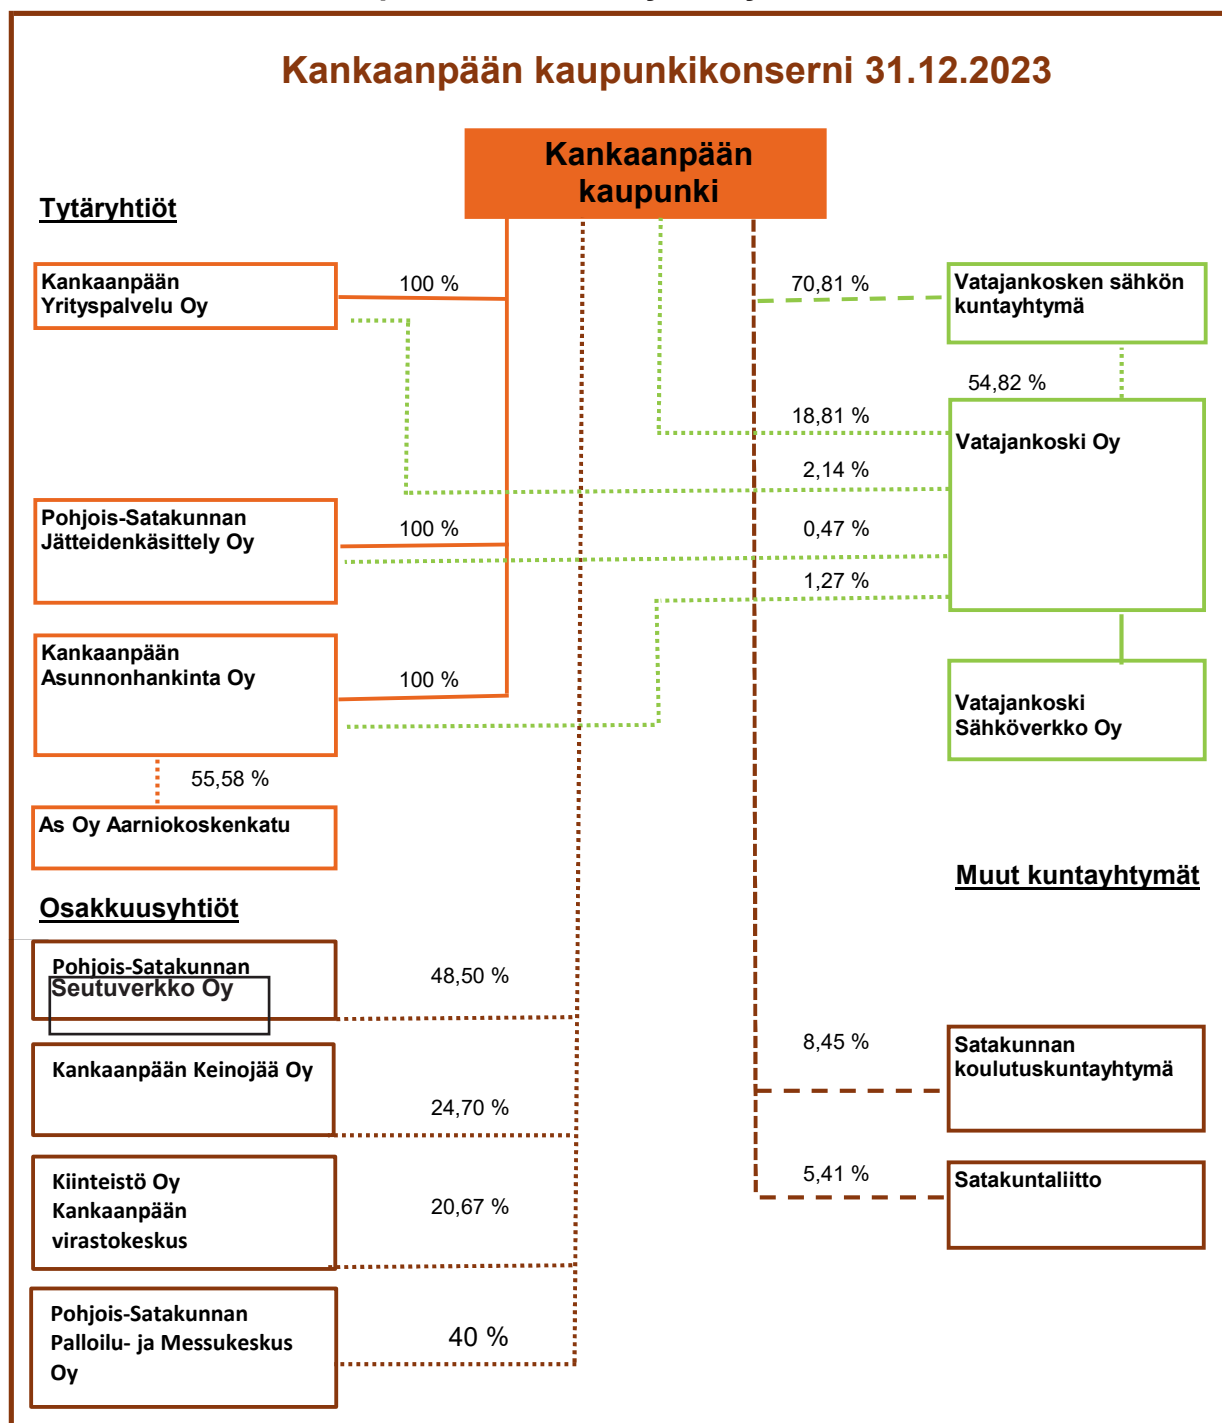 Kankaanpään kaupunkikonserni 31.12.2023
Kankaanpään
kaupunki
Tytäryhtiöt
Kankaanpään
Yrityspalvelu Oy
100 %
70,81 %
Vatajankosken sähkön
kuntayhtymä
54,82 %
18,81 %
Vatajankoski Oy
2,14 %
Pohjois-Satakunnan
Jätteidenkäsittely Oy
100 %
0,47 %
1,27 %
Kankaanpään
Asunnonhankinta Oy
100 %
Vatajankoski
Sähköverkko Oy
55,58 %
As Oy Aarniokoskenkatu
Muut kuntayhtymät
Osakkuusyhtiöt
Pohjois-Satakunnan
Seutuverkko Oy
48,50 %
Kankaanpään Keinojää Oy
24,70 %
8,45 %
Satakunnan
koulutuskuntayhtymä
Kiinteistö Oy
Kankaanpään
virastokeskus
20,67 %
5,41 %
Satakuntaliitto
Pohjois-Satakunnan
Palloilu- ja Messukeskus
Oy
40 %